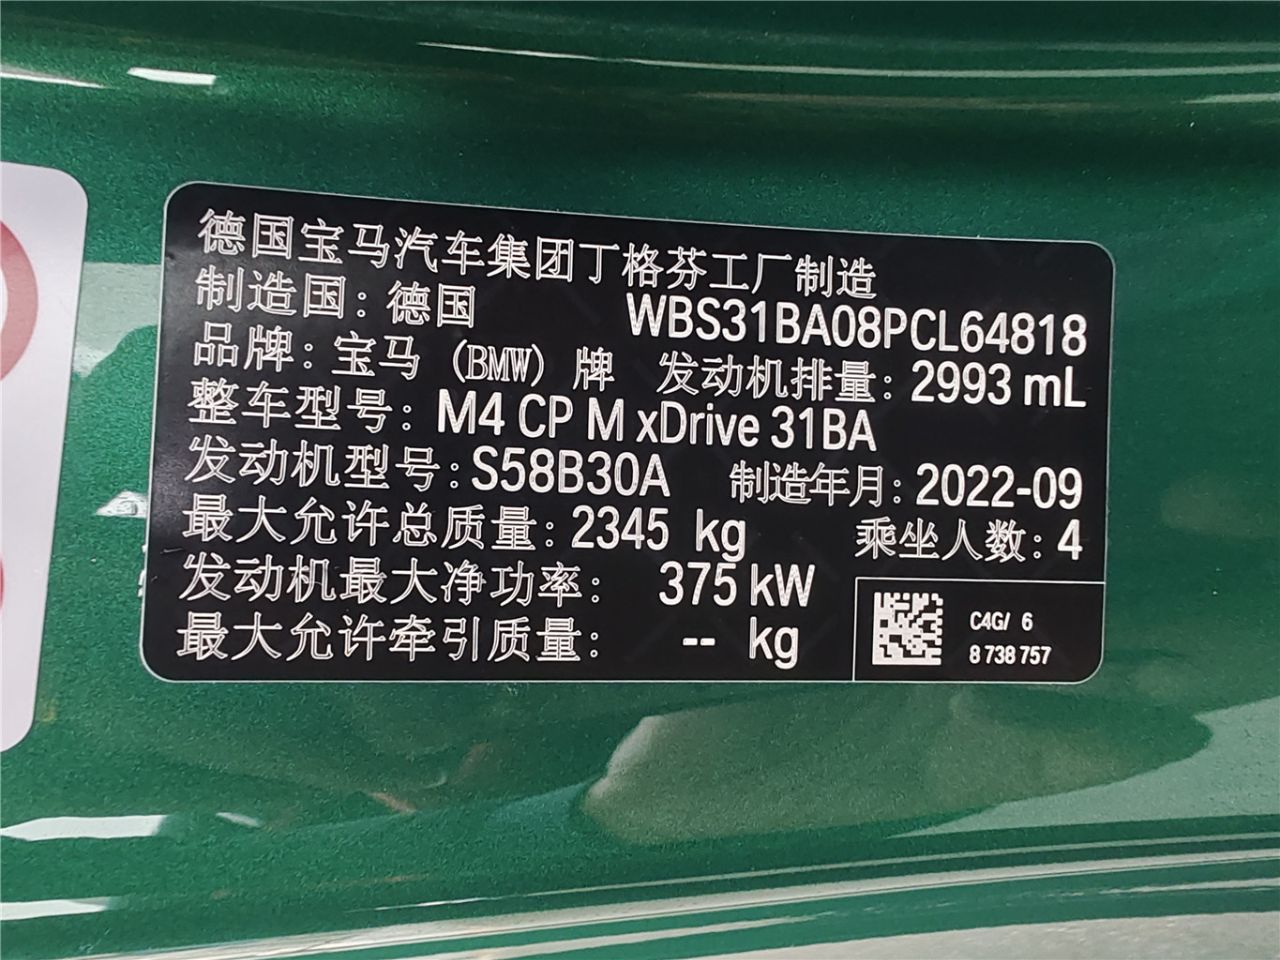 德国宝马汽车集团丁格芬工厂制造
制造国：德国 WBS31BA08PCL64818
品牌：宝马 (BMW) 牌 发动机排量：2993 mL
整车型号：M4 CP M xDrive 31BA
发动机型号：S58B30A 制造年月：2022-09
最大允许总质量：2345 kg 乘坐人数：4
发动机最大净功率： 375 kW
最大允许牵引质量： -- kg
C4G/ 6
8 738 757